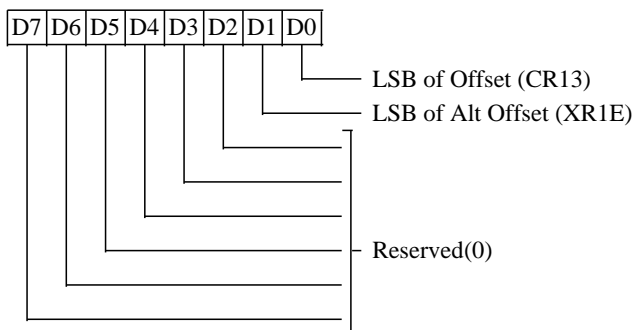 D7 D6 D5 D4 D3 D2 D1 D0
LSB of Offset (CR13)
LSB of Alt Offset (XR1E)
Reserved(0)